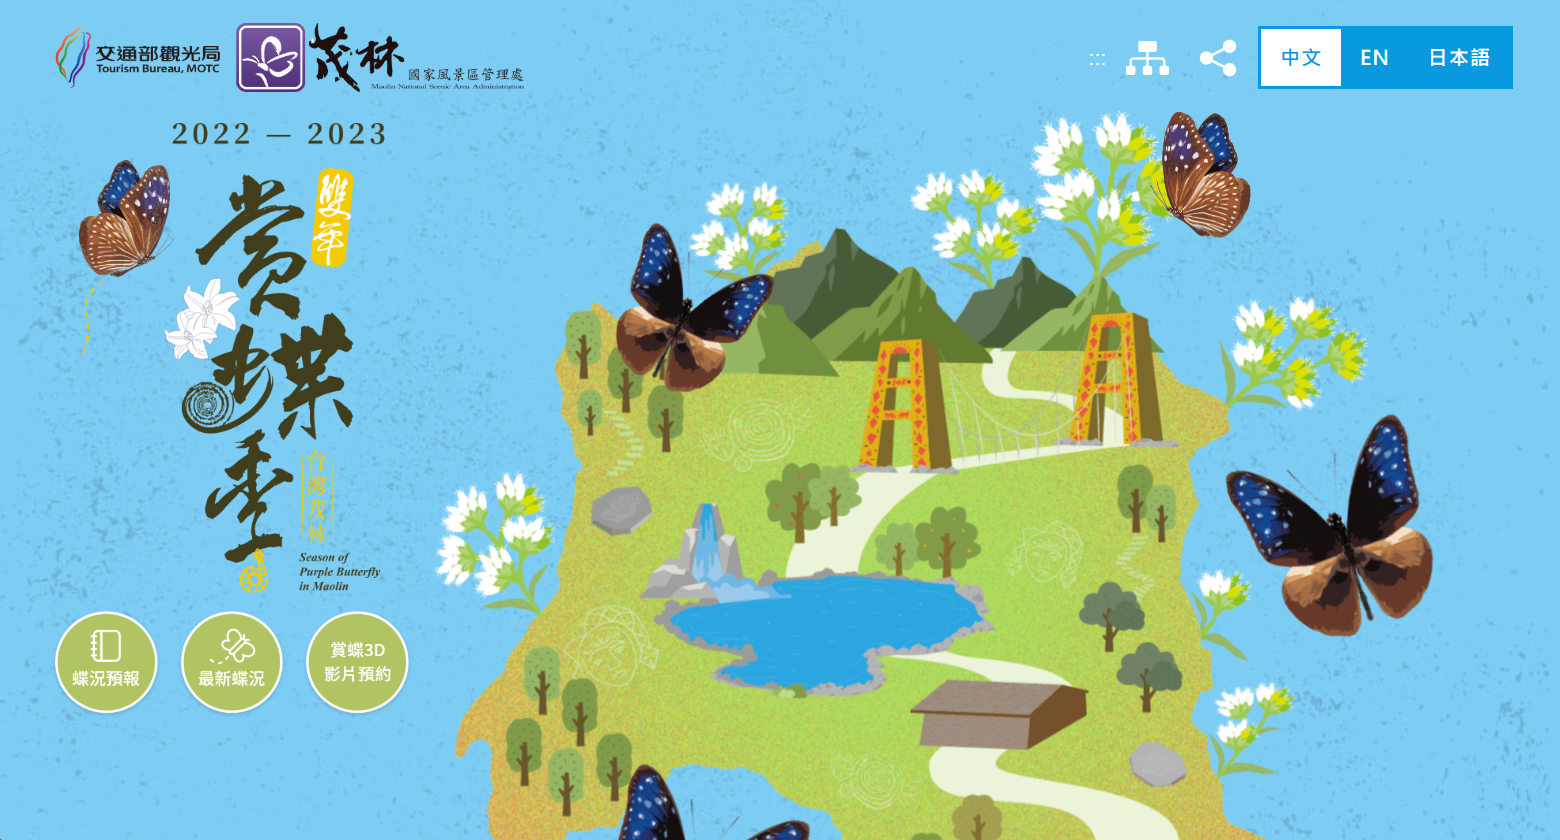 交通部觀光局
Tourism Bureau, MOTC
茂林
國家風景區管理處
Maolin National Scenic Area Administration
:::
中文
EN
日本語
2022 — 2023
雙年
賞蝶季
台灣茂林
Season of
Purple Butterfly
in Maolin
蝶況預報
最新蝶況
賞蝶3D
影片預約